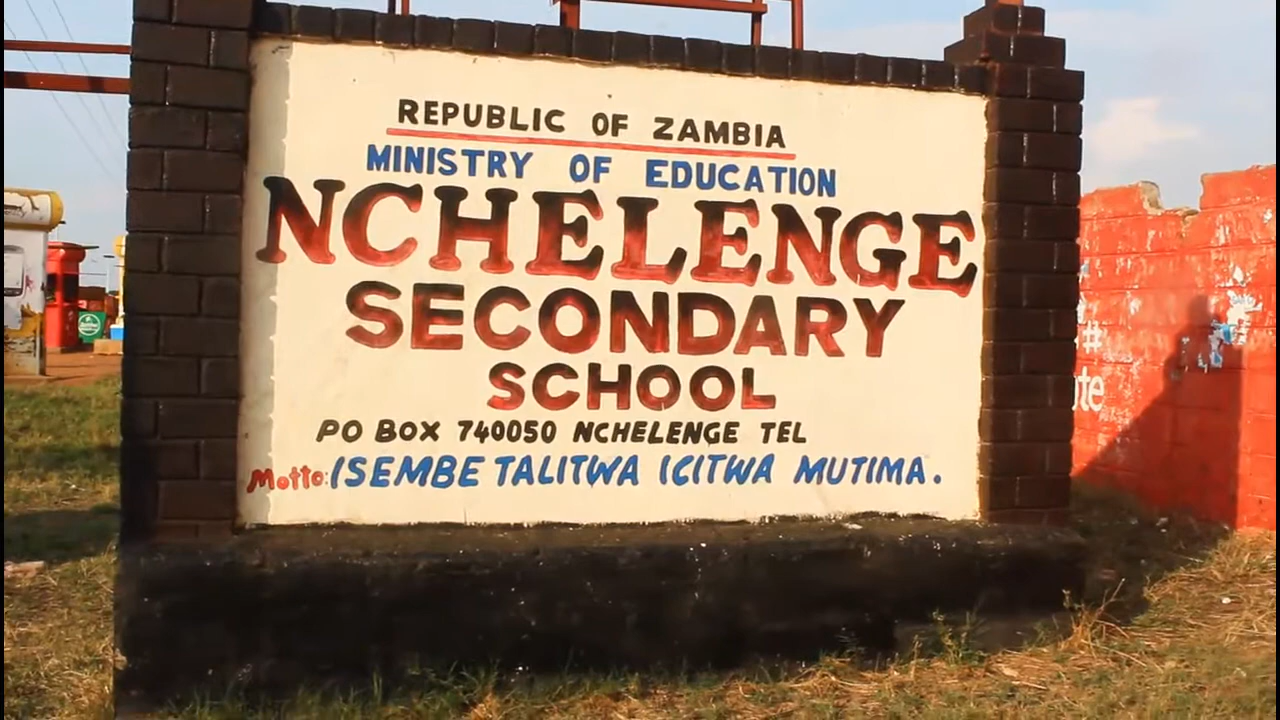 REPUBLIC OF ZAMBIA
MINISTRY OF EDUCATION
NCHELENGE
SECONDARY
SCHOOL
PO BOX 740050 NCHELENGE TEL
Motto: ISEMBE TALITWA ICITWA MUTIMA.
#